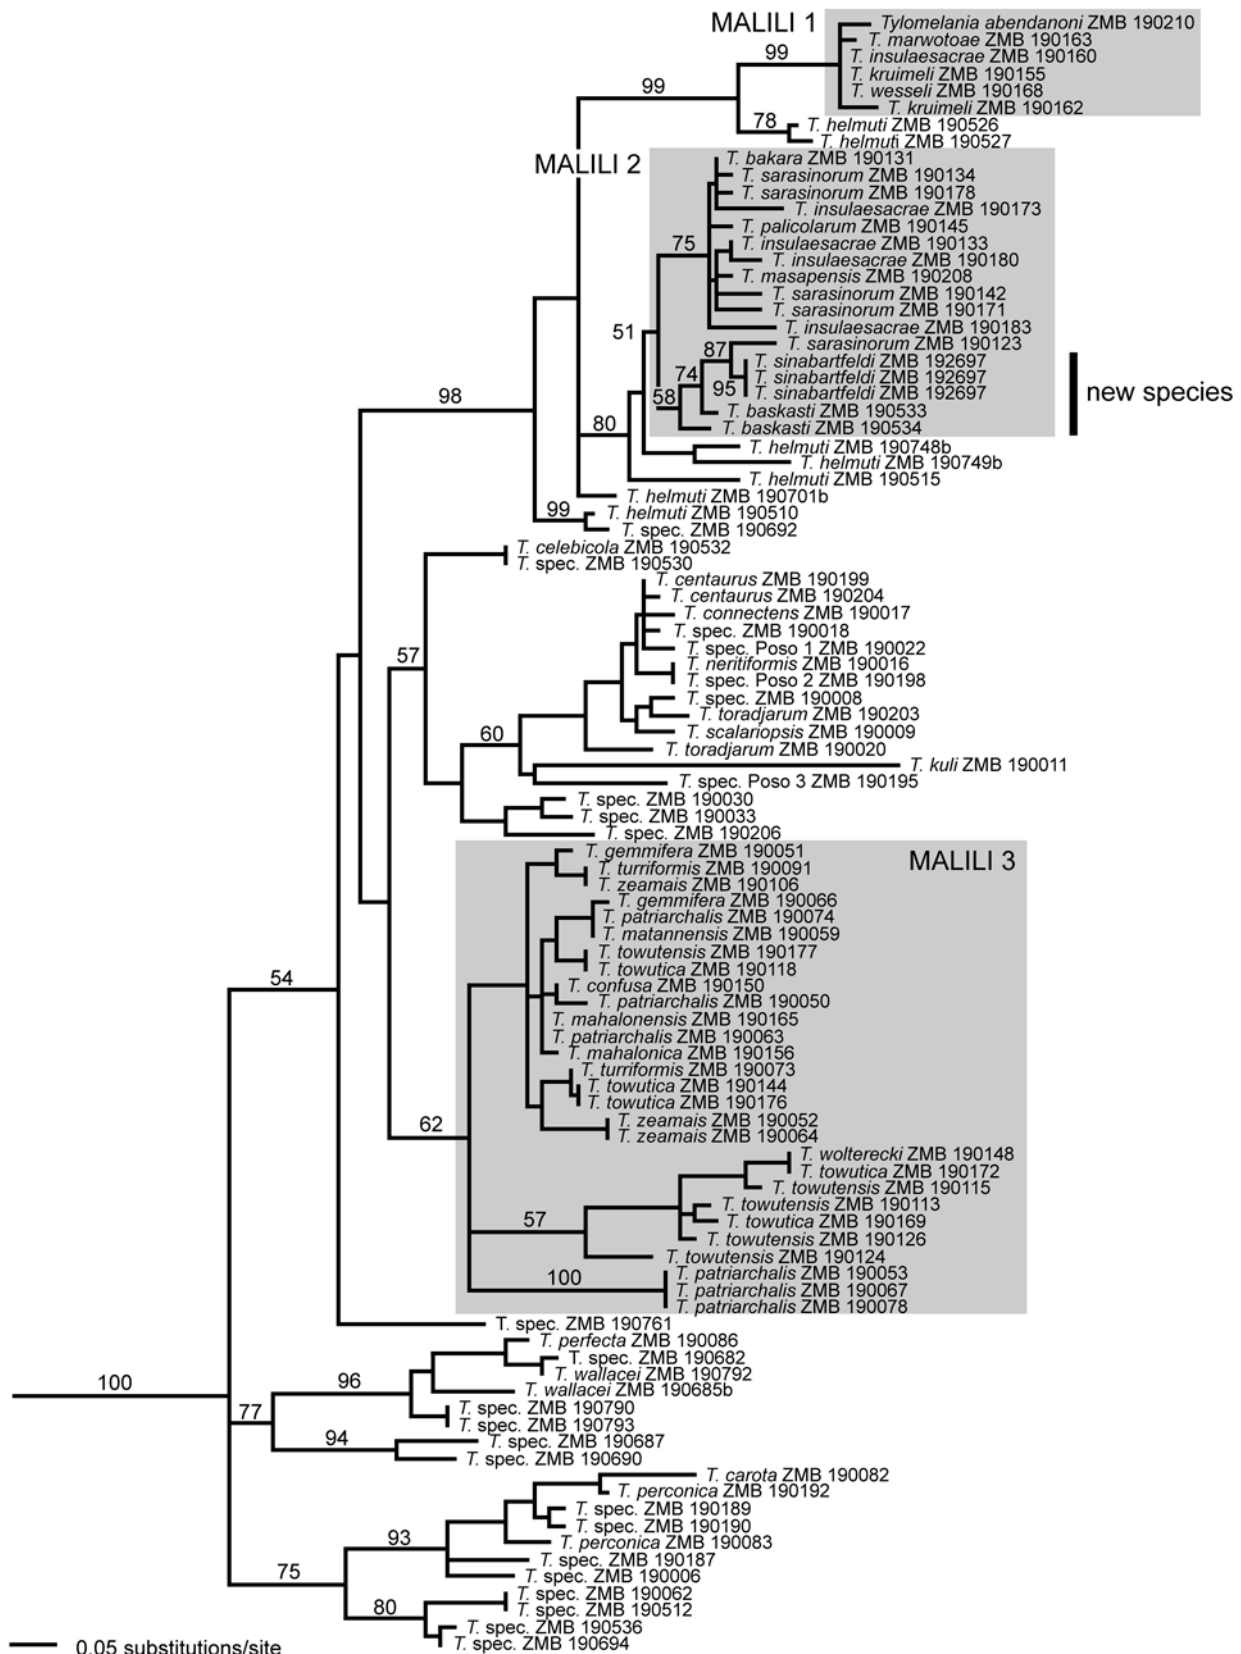 MALILI 1
Tylomelania abendanoni ZMB 190210
T. marwotoae ZMB 190163
99
T. insulaesacrae ZMB 190160
T. kruimeli ZMB 190155
99
T. wesseli ZMB 190168
T. kruimeli ZMB 190162
78
T. helmuti ZMB 190526
T. helmuti ZMB 190527
MALILI 2
T. bakara ZMB 190131
T. sarasinorum ZMB 190134
T. sarasinorum ZMB 190178
T. insulaesacrae ZMB 190173
T. palicolarum ZMB 190145
75
T. insulaesacrae ZMB 190133
T. insulaesacrae ZMB 190180
T. masapensis ZMB 190208
T. sarasinorum ZMB 190142
T. sarasinorum ZMB 190171
T. insulaesacrae ZMB 190183
51
T. sarasinorum ZMB 190123
87
T. sinabartfeldi ZMB 192697
74
T. sinabartfeldi ZMB 192697
95
T. sinabartfeldi ZMB 192697
new species
58
T. baskasti ZMB 190533
T. baskasti ZMB 190534
98
80
T. helmuti ZMB 190748b
T. helmuti ZMB 190749b
T. helmuti ZMB 190515
T. helmuti ZMB 190701b
99
T. helmuti ZMB 190510
T. spec. ZMB 190692
T. celebicola ZMB 190532
T. spec. ZMB 190530
T. centaurus ZMB 190199
T. centaurus ZMB 190204
T. connectens ZMB 190017
T. spec. ZMB 190018
T. spec. Poso 1 ZMB 190022
57
T. neritiformis ZMB 190016
T. spec. Poso 2 ZMB 190198
T. spec. ZMB 190008
T. toradjarum ZMB 190203
T. scalariopsis ZMB 190009
60
T. toradjarum ZMB 190020
T. kuli ZMB 190011
T. spec. Poso 3 ZMB 190195
T. spec. ZMB 190030
T. spec. ZMB 190033
T. spec. ZMB 190206
MALILI 3
T. gemmifera ZMB 190051
T. turriformis ZMB 190091
T. zeamais ZMB 190106
T. gemmifera ZMB 190066
T. patriarchalis ZMB 190074
T. matannensis ZMB 190059
T. towutensis ZMB 190177
T. towutica ZMB 190118
54
T. confusa ZMB 190150
T. patriarchalis ZMB 190050
T. mahalonensis ZMB 190165
T. patriarchalis ZMB 190063
T. mahalonica ZMB 190156
T. turriformis ZMB 190073
T. towutica ZMB 190144
T. towutica ZMB 190176
62
T. zeamais ZMB 190052
T. zeamais ZMB 190064
T. wolterecki ZMB 190148
T. towutica ZMB 190172
T. towutensis ZMB 190115
T. towutensis ZMB 190113
57
T. towutica ZMB 190169
T. towutensis ZMB 190126
T. towutensis ZMB 190124
100
T. patriarchalis ZMB 190053
T. patriarchalis ZMB 190067
T. patriarchalis ZMB 190078
T. spec. ZMB 190761
T. perfecta ZMB 190086
T. spec. ZMB 190682
T. wallacei ZMB 190792
100
96
T. wallacei ZMB 190685b
77
T. spec. ZMB 190790
T. spec. ZMB 190793
94
T. spec. ZMB 190687
T. spec. ZMB 190690
T. carota ZMB 190082
T. perconica ZMB 190192
T. spec. ZMB 190189
T. spec. ZMB 190190
93
T. perconica ZMB 190083
T. spec. ZMB 190187
75
T. spec. ZMB 190006
T. spec. ZMB 190062
80
T. spec. ZMB 190512
T. spec. ZMB 190536
T. spec. ZMB 190694
0.05 substitutions/site